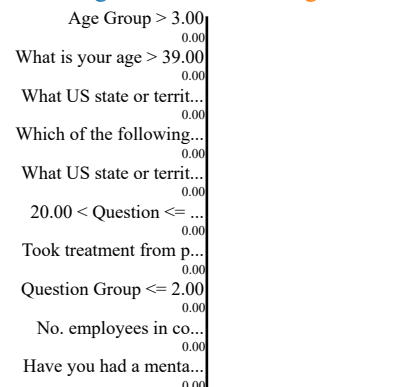 Age Group > 3.00
0.00
What is your age > 39.00
0.00
What US state or territ...
0.00
Which of the following...
0.00
What US state or territ...
0.00
20.00 < Question <= ...
0.00
Took treatment from p...
0.00
Question Group <= 2.00
0.00
No. employees in co...
0.00
Have you had a menta...
0.00